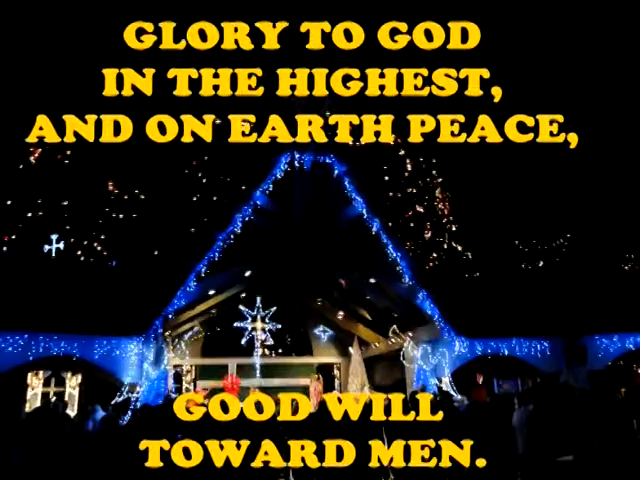 GLORY TO GOD
IN THE HIGHEST,
AND ON EARTH PEACE,
GOOD WILL
TOWARD MEN.